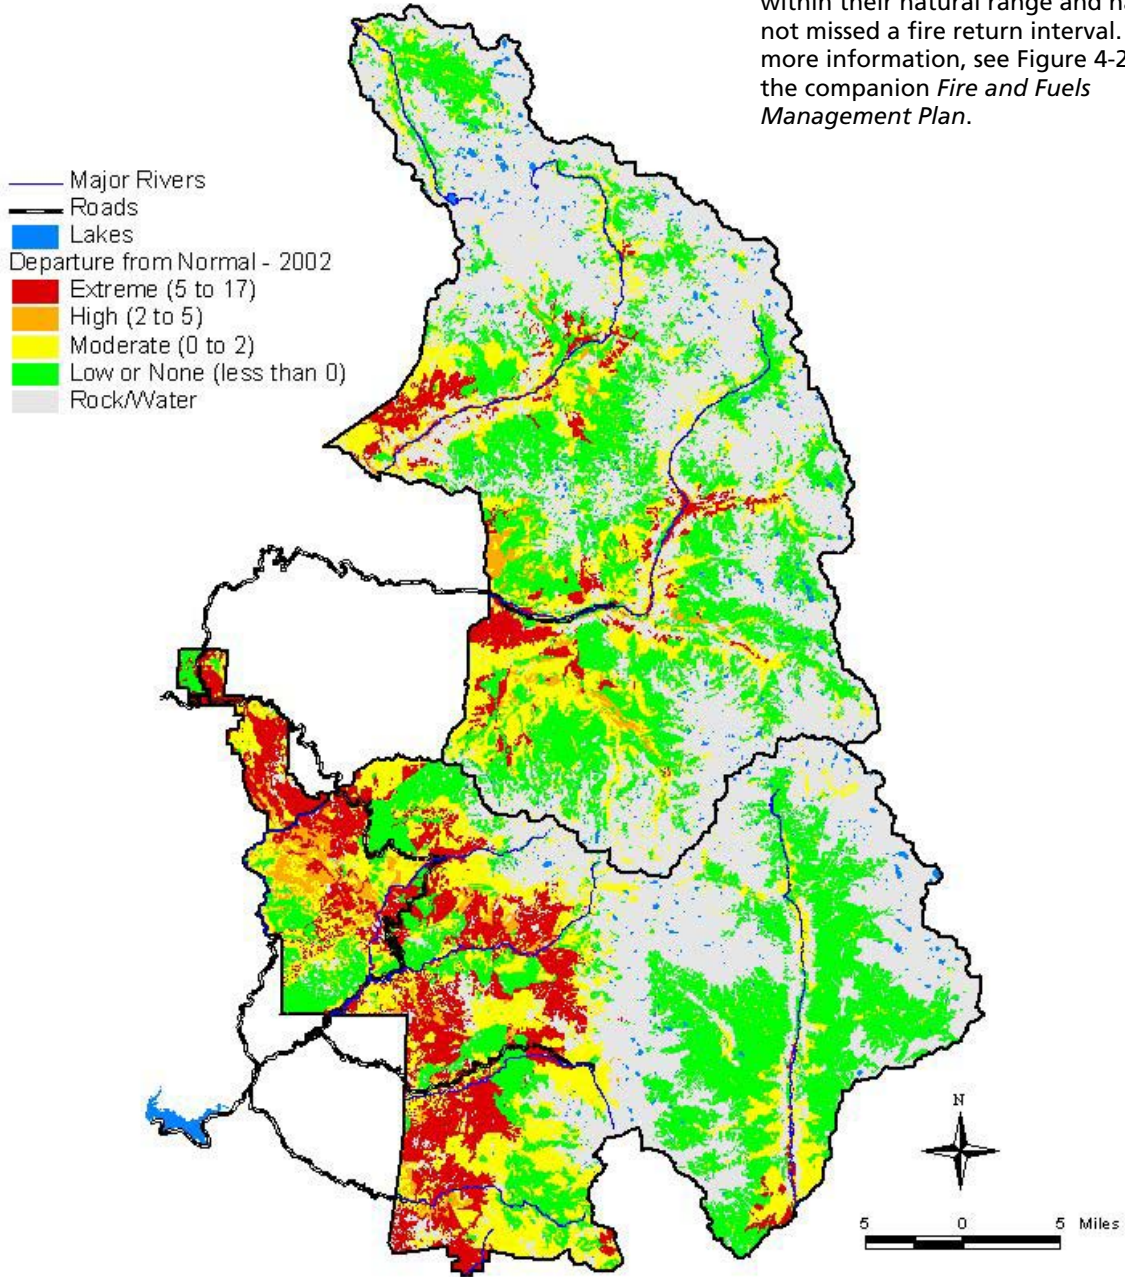 within their natural range and
not missed a fire return interval.
more information, see Figure 4-2
the companion Fire and Fuels
Management Plan.
Major Rivers
Roads
Lakes
Departure from Normal - 2002
Extreme (5 to 17)
High (2 to 5)
Moderate (0 to 2)
Low or None (less than 0)
Rock/Water
N
5 0 5 Miles